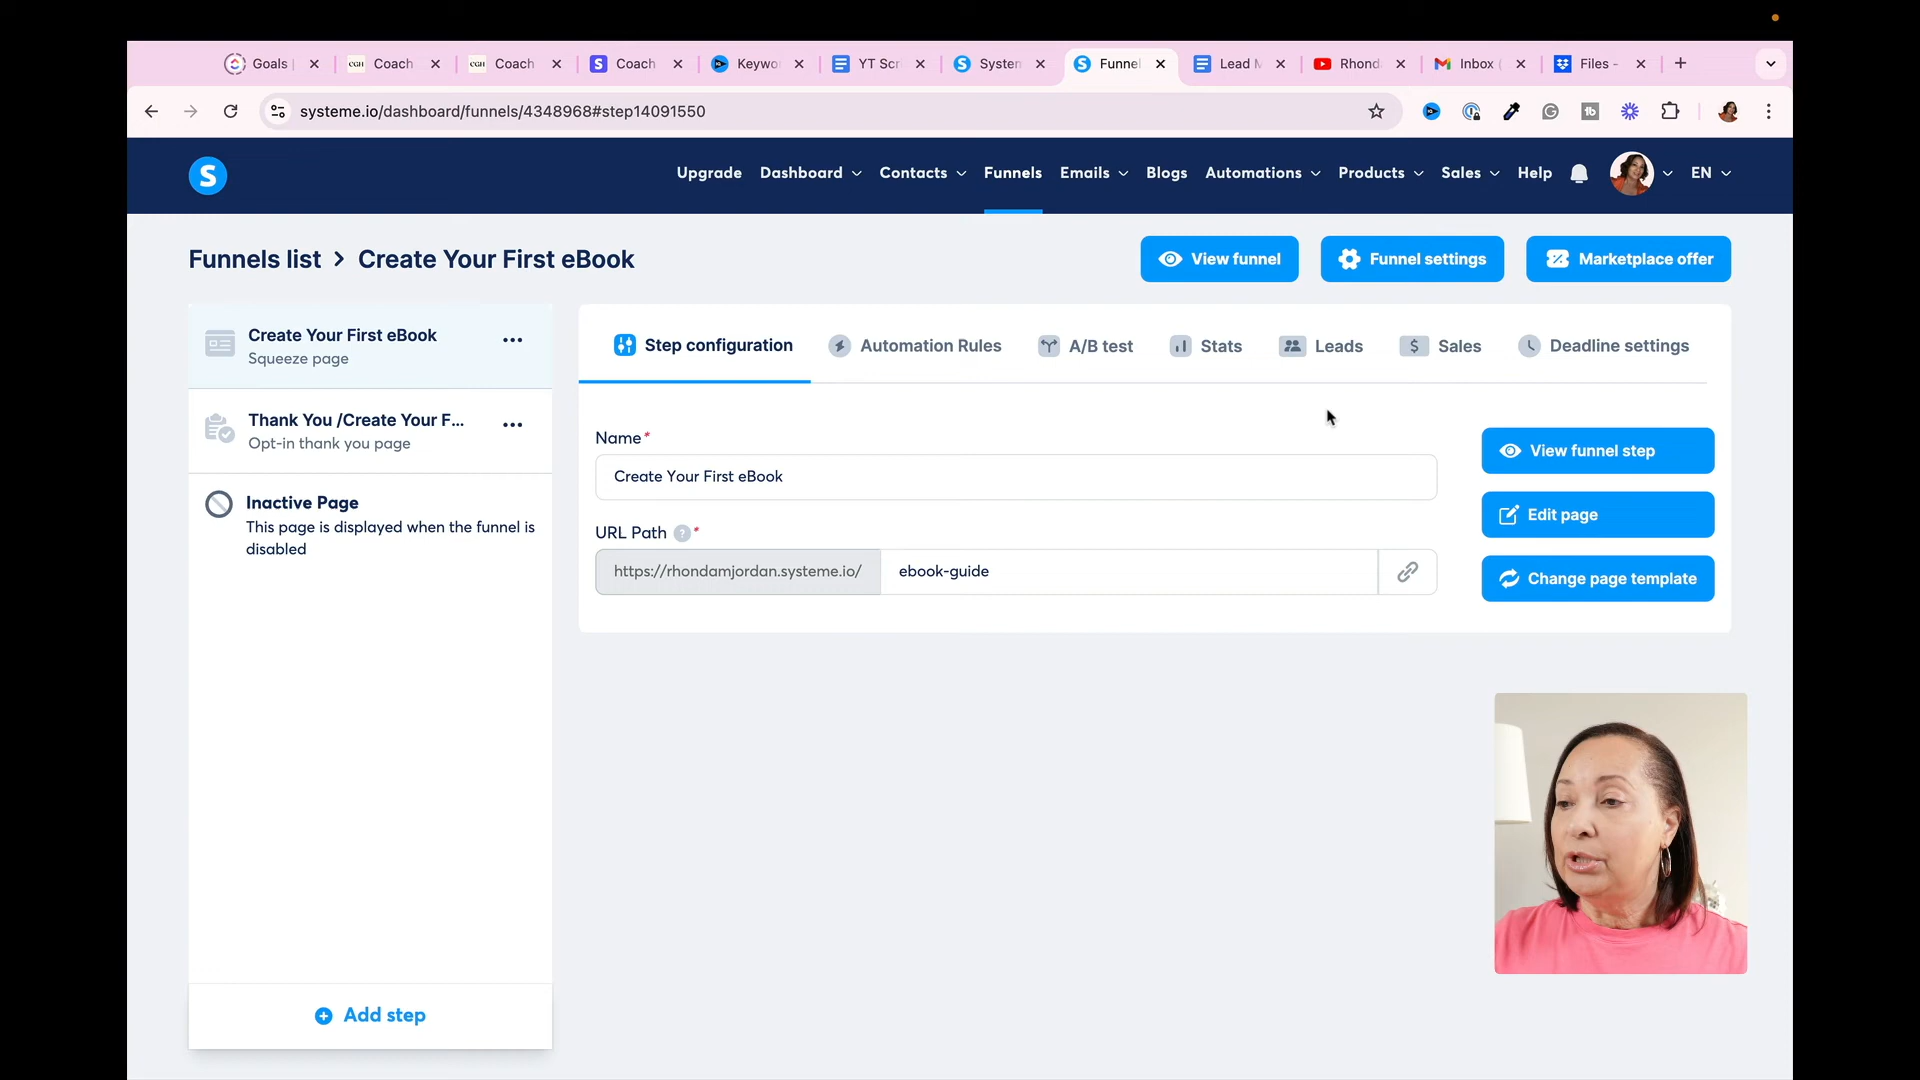 Goals
Coach
Coach
Coach
Keywo
YT Scr
System
Funnel
Lead M
Rhond
Inbox (
Files -
systeme.io/dashboard/funnels/4348968#step14091550
S
Upgrade
Dashboard
Contacts
Funnels
Emails
Blogs
Automations
Products
Sales
Help
EN
Funnels list > Create Your First eBook
View funnel
Funnel settings
Marketplace offer
Create Your First eBook
Squeeze page
Thank You /Create Your F...
Opt-in thank you page
Inactive Page
This page is displayed when the funnel is
disabled
Add step
Step configuration
Automation Rules
A/B test
Stats
Leads
Sales
Deadline settings
Name*
Create Your First eBook
URL Path ? *
https://rhondamjordan.systeme.io/
ebook-guide
View funnel step
Edit page
Change page template